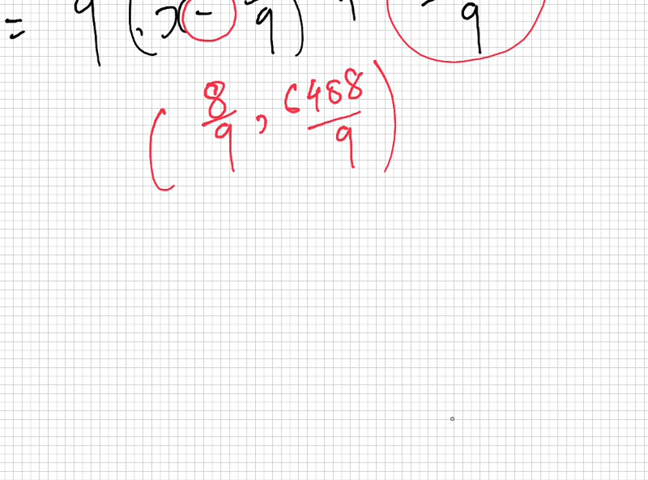 = 9 (x - /9) + /9
(8/9, 6488/9)